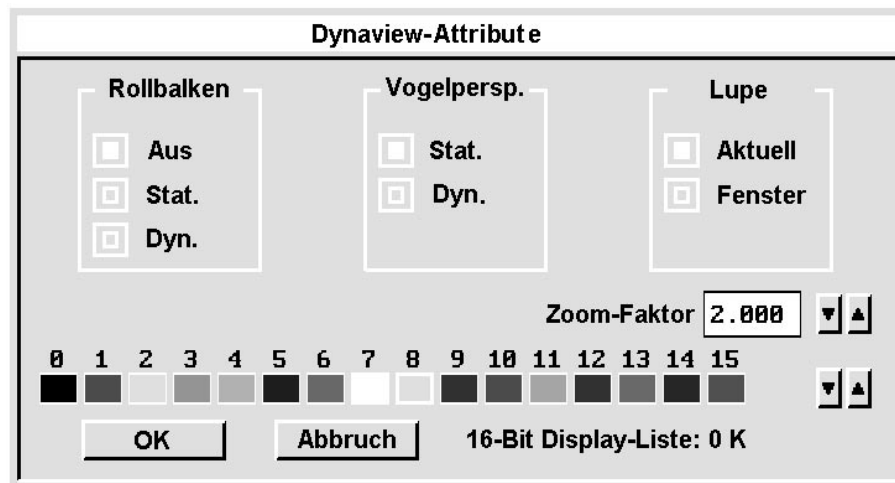 Dynaview-Attribute
Rollbalken
Aus
Stat.
Dyn.
Vogelpersp.
Stat.
Dyn.
Lupe
Aktuell
Fenster
Zoom-Faktor 2.000
0 1 2 3 4 5 6 7 8 9 10 11 12 13 14 15
OK Abbruch 16-Bit Display-Liste: 0 K